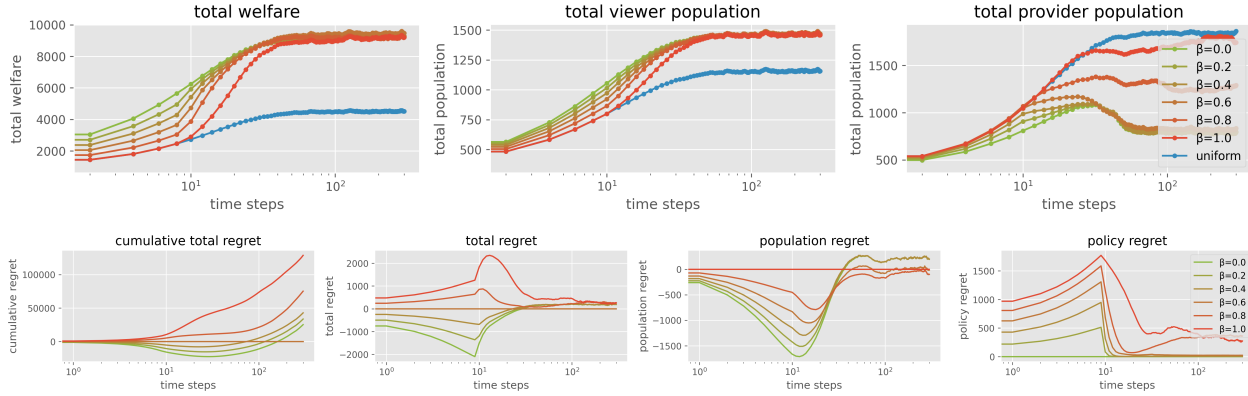 total welfare
total viewer population
total provider population
total welfare
10000
8000
6000
4000
2000
10¹
10²
time steps
total population
1500
1250
1000
750
500
10¹
10²
time steps
total population
1500
1000
500
10¹
10²
time steps
β=0.0
β=0.2
β=0.4
β=0.6
β=0.8
β=1.0
uniform
cumulative total regret
total regret
population regret
policy regret
cumulative regret
100000
50000
0
10⁰
10¹
10²
time steps
total regret
2000
1000
0
−1000
−2000
10⁰
10¹
10²
time steps
population regret
0
−500
−1000
−1500
10⁰
10¹
10²
time steps
policy regret
1500
1000
500
0
10⁰
10¹
10²
time steps
β=0.0
β=0.2
β=0.4
β=0.6
β=0.8
β=1.0